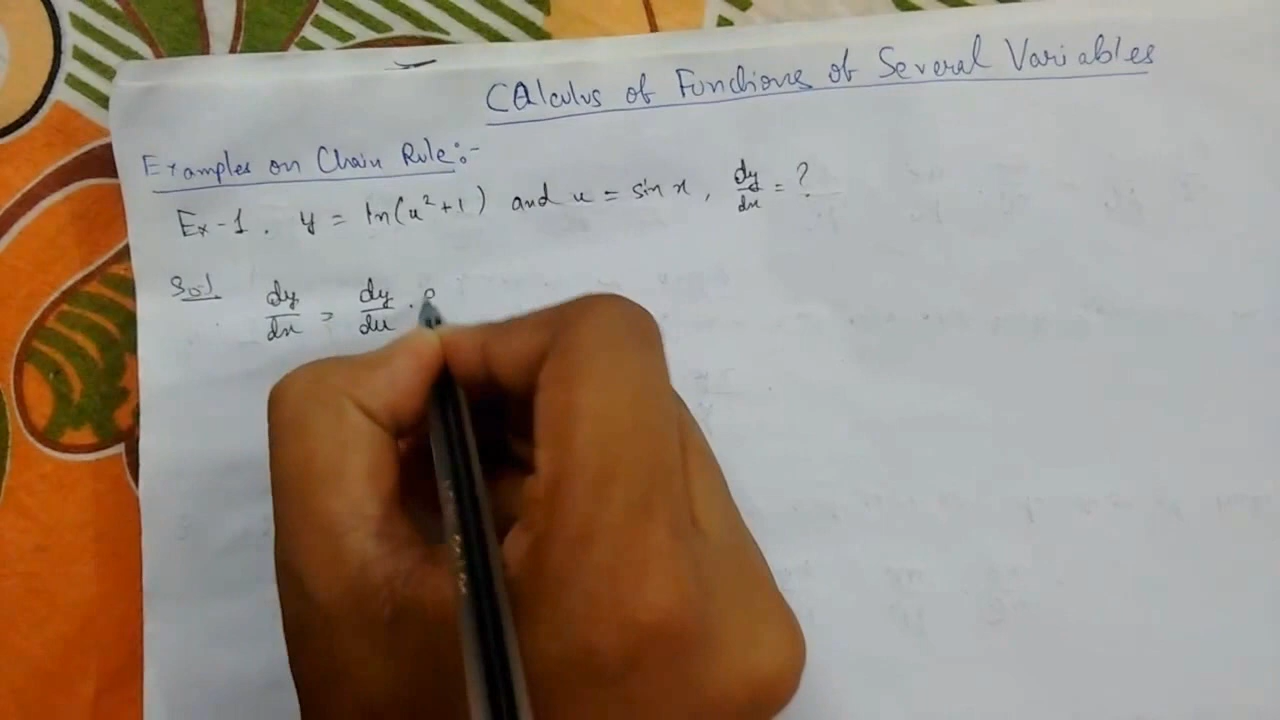 CAlculus of Functions of Several Variables
Examples on Chain Rule:-
Ex-1. y = ln(u²+1) and u = sin x, dy/dx = ?
Sol. dy/dx = dy/du ·